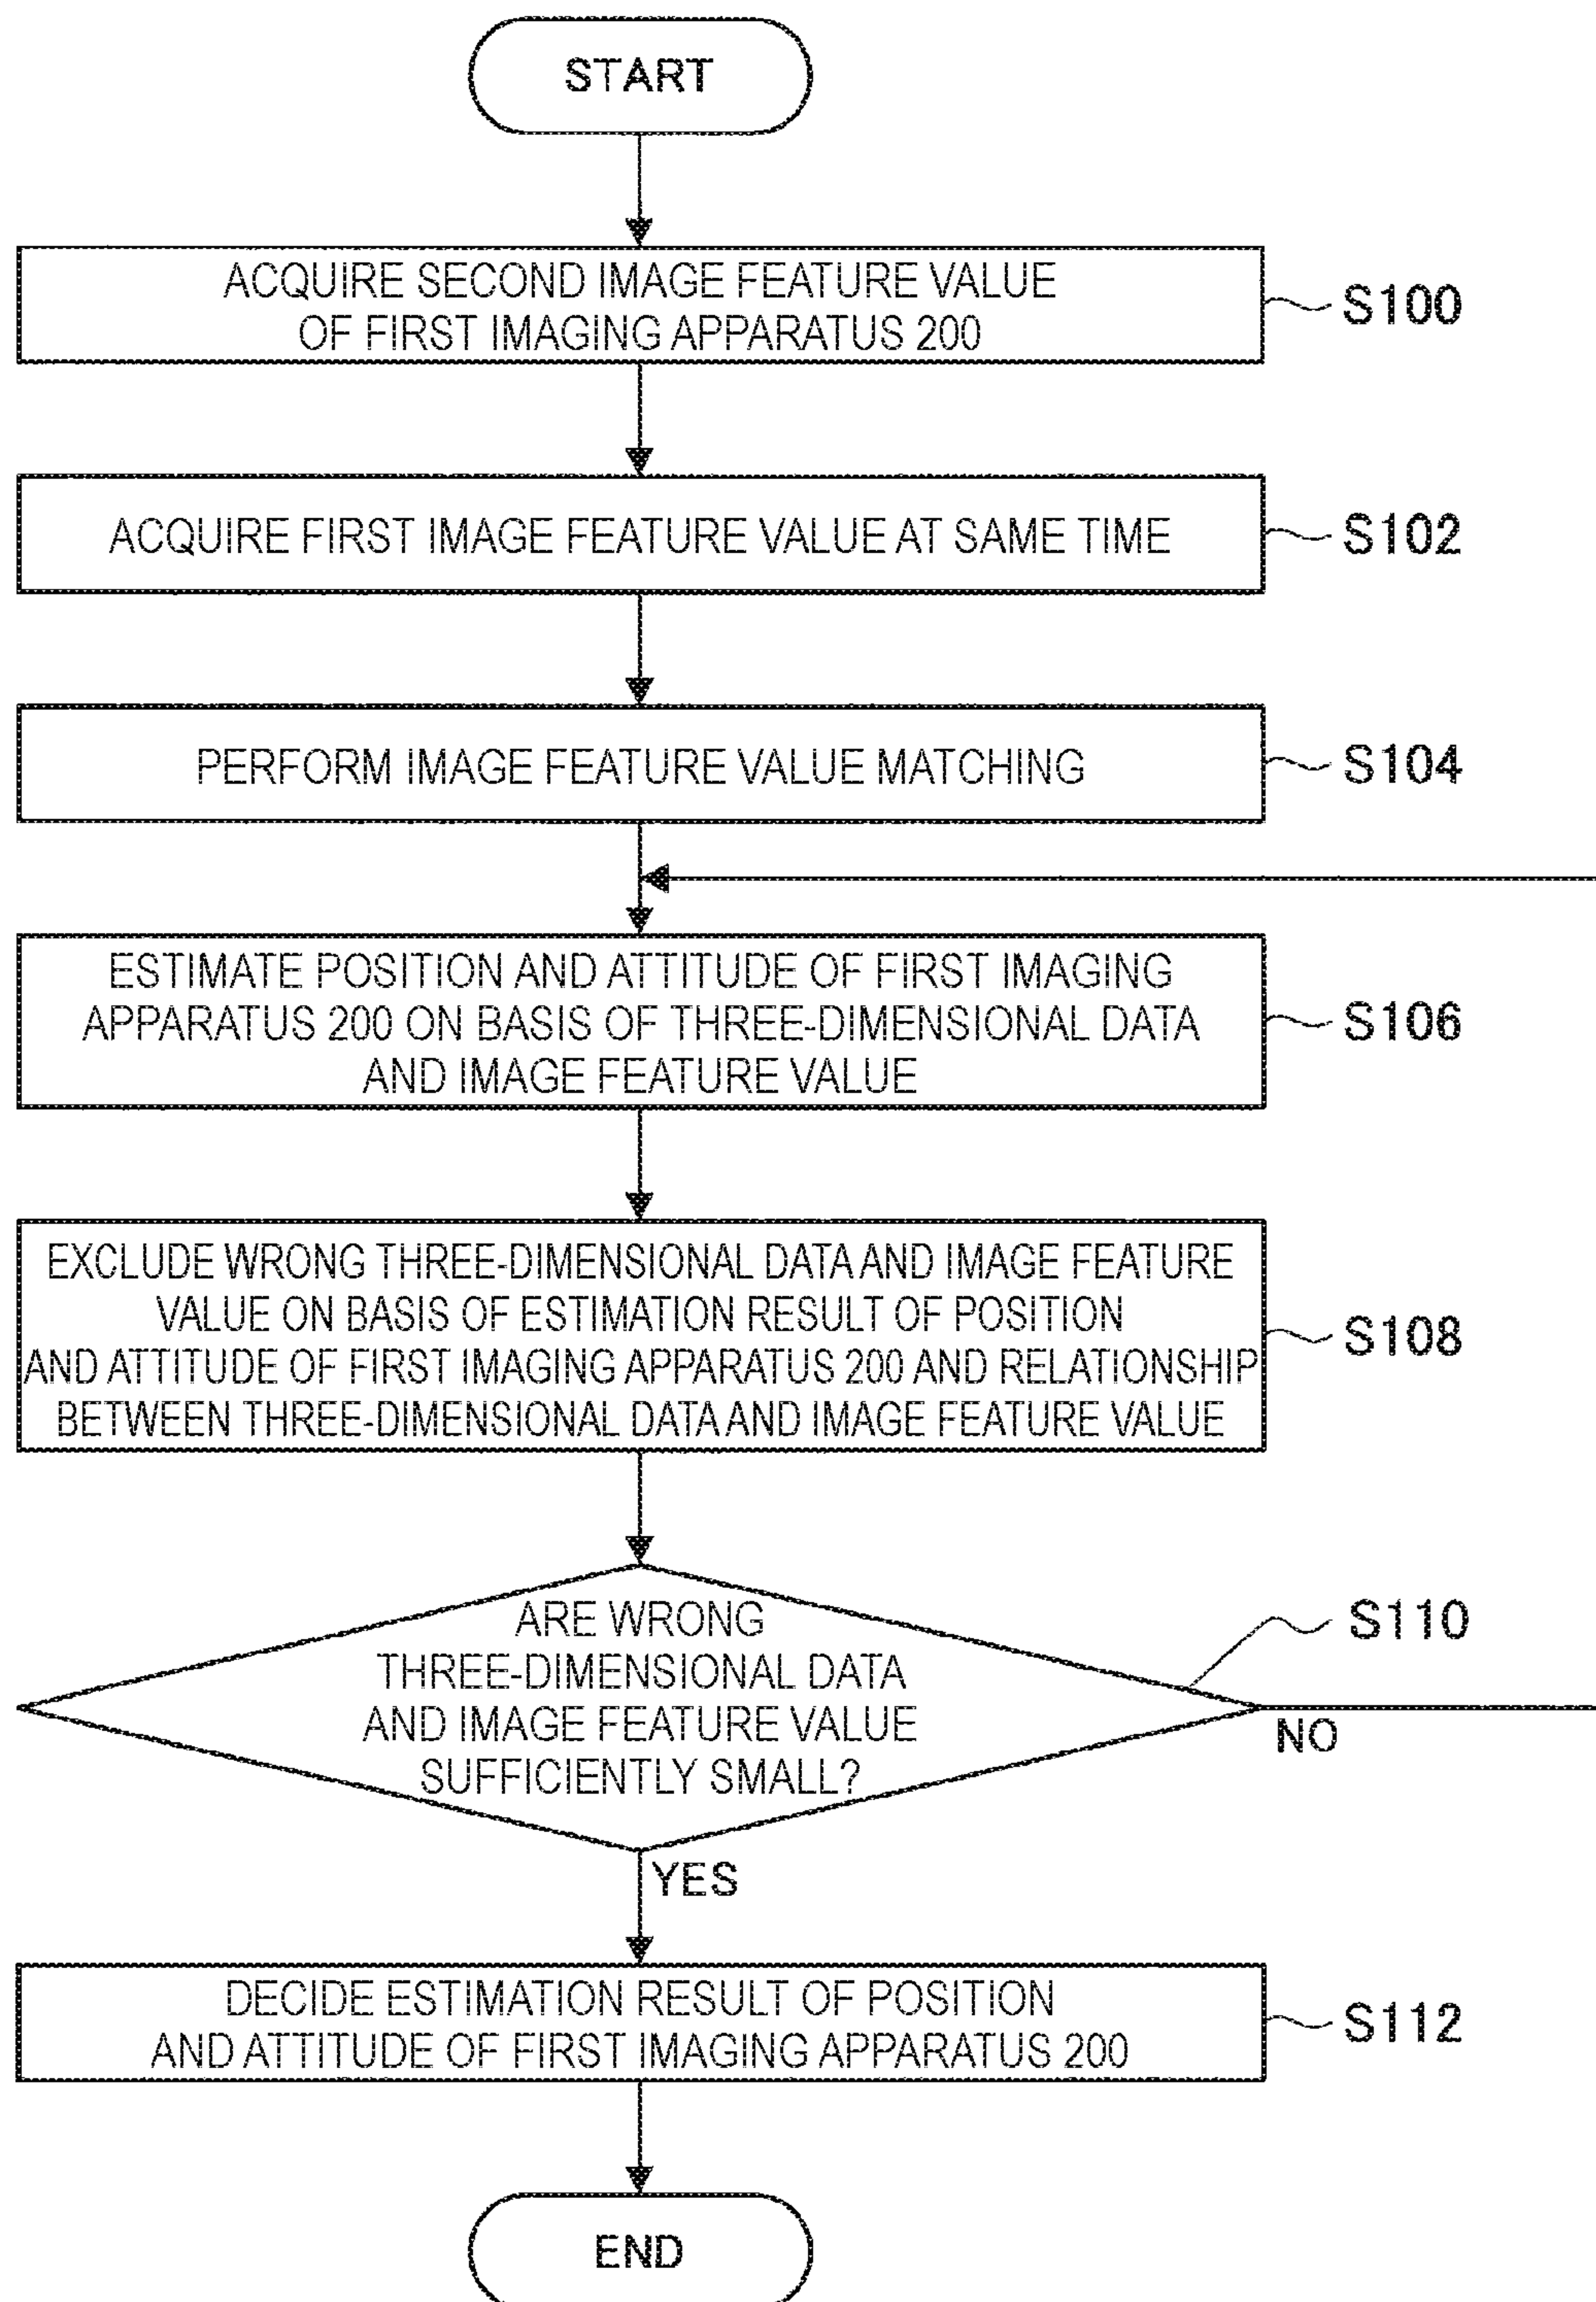 START
ACQUIRE SECOND IMAGE FEATURE VALUE
OF FIRST IMAGING APPARATUS 200
S100
ACQUIRE FIRST IMAGE FEATURE VALUE AT SAME TIME
S102
PERFORM IMAGE FEATURE VALUE MATCHING
S104
ESTIMATE POSITION AND ATTITUDE OF FIRST IMAGING
APPARATUS 200 ON BASIS OF THREE-DIMENSIONAL DATA
AND IMAGE FEATURE VALUE
S106
EXCLUDE WRONG THREE-DIMENSIONAL DATA AND IMAGE FEATURE
VALUE ON BASIS OF ESTIMATION RESULT OF POSITION
AND ATTITUDE OF FIRST IMAGING APPARATUS 200 AND RELATIONSHIP
BETWEEN THREE-DIMENSIONAL DATA AND IMAGE FEATURE VALUE
S108
ARE WRONG
THREE-DIMENSIONAL DATA
AND IMAGE FEATURE VALUE
SUFFICIENTLY SMALL?
S110
NO
YES
DECIDE ESTIMATION RESULT OF POSITION
AND ATTITUDE OF FIRST IMAGING APPARATUS 200
S112
END